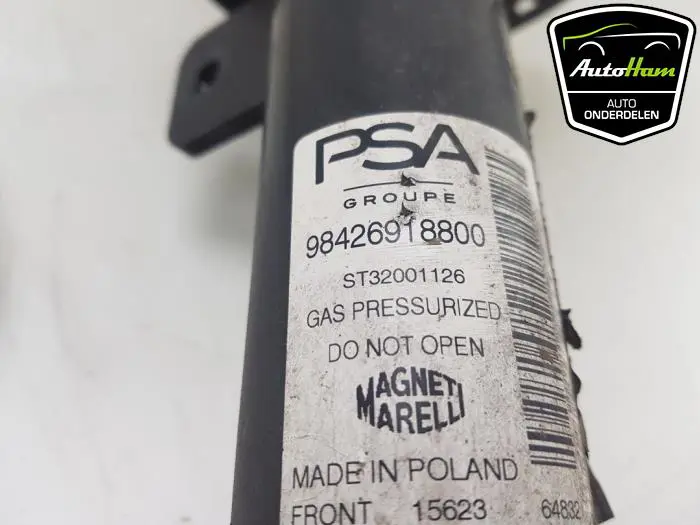 AutoHam
AUTO
ONDERDELEN
PSA
GROUPE
98426918800
ST32001126
GAS PRESSURIZED
DO NOT OPEN
MAGNETI
MARELLI
MADE IN POLAND
FRONT 15623 64832